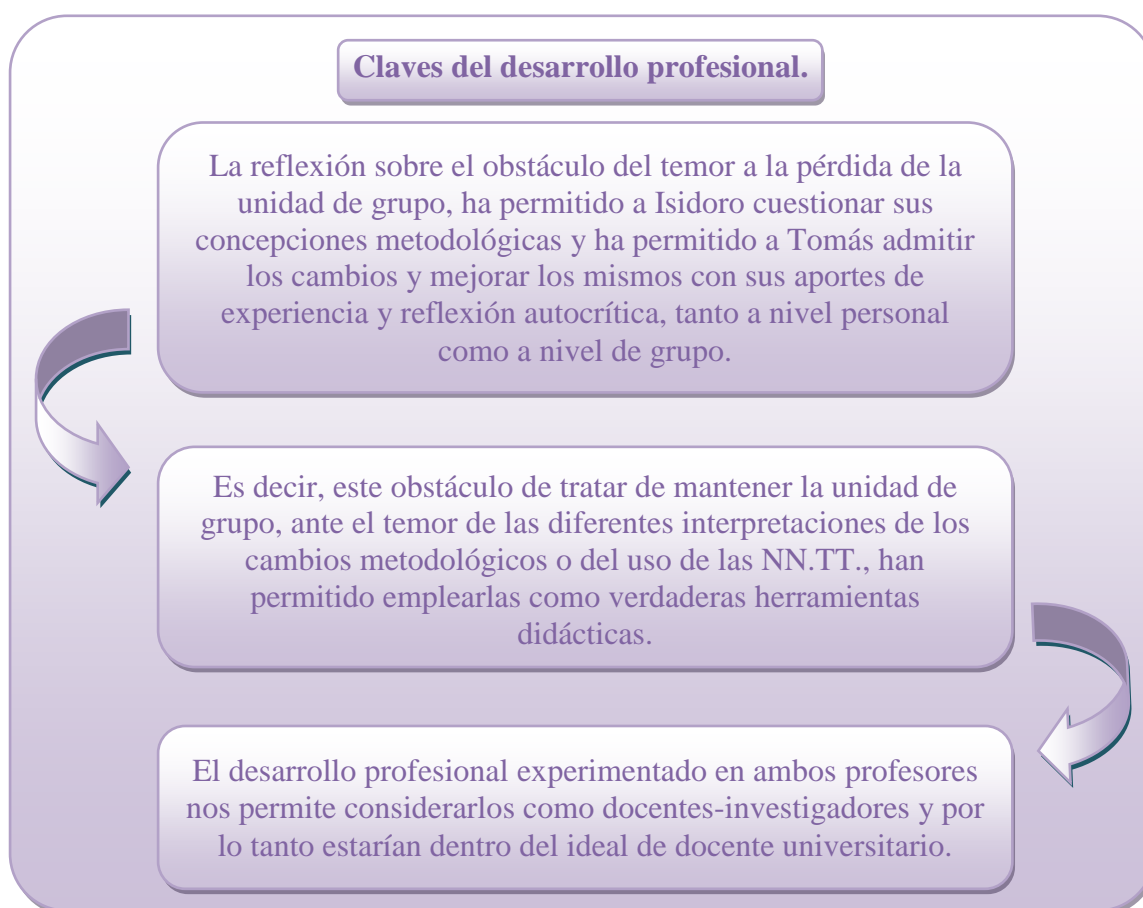 Claves del desarrollo profesional.
La reflexión sobre el obstáculo del temor a la pérdida de la
unidad de grupo, ha permitido a Isidoro cuestionar sus
concepciones metodológicas y ha permitido a Tomás admitir
los cambios y mejorar los mismos con sus aportes de
experiencia y reflexión autocrítica, tanto a nivel personal
como a nivel de grupo.
Es decir, este obstáculo de tratar de mantener la unidad de
grupo, ante el temor de las diferentes interpretaciones de los
cambios metodológicos o del uso de las NN.TT., han
permitido emplearlas como verdaderas herramientas
didácticas.
El desarrollo profesional experimentado en ambos profesores
nos permite considerarlos como docentes-investigadores y por
lo tanto estarían dentro del ideal de docente universitario.